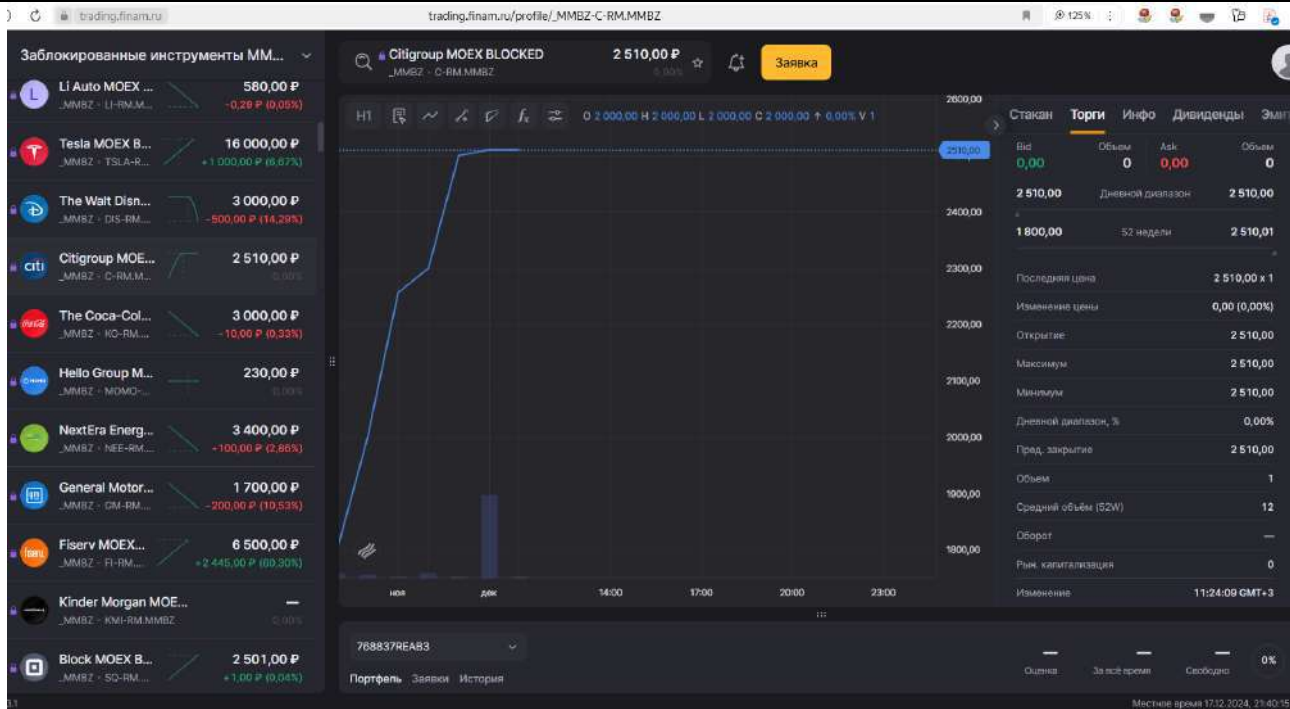 trading.finam.ru
trading.finam.ru/profile/_MMBZ-C-RM.MMBZ
125%
Заблокированные инструменты ММ...
Citigroup MOEX BLOCKED
_MMBZ · C-RM.MMBZ
2 510,00 ₽
0,00%
Заявка
L
Li Auto MOEX ...
580,00 ₽
_MMBZ · LI-RM.M...
-0,29 ₽ (0,05%)
Tesla MOEX B...
16 000,00 ₽
_MMBZ · TSLA-R...
+1 000,00 ₽ (6,67%)
The Walt Disn...
3 000,00 ₽
_MMBZ · DIS-RM....
-500,00 ₽ (14,29%)
citi
Citigroup MOE...
2 510,00 ₽
_MMBZ · C-RM.M...
0,00%
The Coca-Col...
3 000,00 ₽
_MMBZ · KO-RM....
-10,00 ₽ (0,33%)
Hello Group M...
230,00 ₽
_MMBZ · MOMO-...
0,00%
NextEra Energ...
3 400,00 ₽
_MMBZ · NEE-RM....
-100,00 ₽ (2,86%)
General Motor...
1 700,00 ₽
_MMBZ · GM-RM....
-200,00 ₽ (10,53%)
fiserv.
Fiserv MOEX...
6 500,00 ₽
_MMBZ · FI-RM....
+2 445,00 ₽ (60,30%)
Kinder Morgan MOE...
—
_MMBZ · KMI-RM.MMBZ
0,00%
Block MOEX B...
2 501,00 ₽
_MMBZ · SQ-RM....
+1,00 ₽ (0,04%)
H1
fx
O 2 000,00 H 2 000,00 L 2 000,00 C 2 000,00 ↑ 0,00% V 1
2600,00
2510,00
2400,00
2300,00
2200,00
2100,00
2000,00
1900,00
1800,00
ноя дек 14:00 17:00 20:00 23:00
Стакан Торги Инфо Дивиденды Эмит
Bid Объем Ask Объем
0,00 0 0,00 0
2 510,00 Дневной диапазон 2 510,00
1 800,00 52 недели 2 510,01
Последняя цена 2 510,00 x 1
Изменение цены 0,00 (0,00%)
Открытие 2 510,00
Максимум 2 510,00
Минимум 2 510,00
Дневной диапазон, % 0,00%
Пред. закрытие 2 510,00
Объем 1
Средний объём (52W) 12
Оборот —
Рын. капитализация 0
Изменение 11:24:09 GMT+3
768837REAB3
Портфель Заявки История
— — —
Оценка За всё время Свободно
0%
3.1
Местное время 17.12.2024, 21:40:15